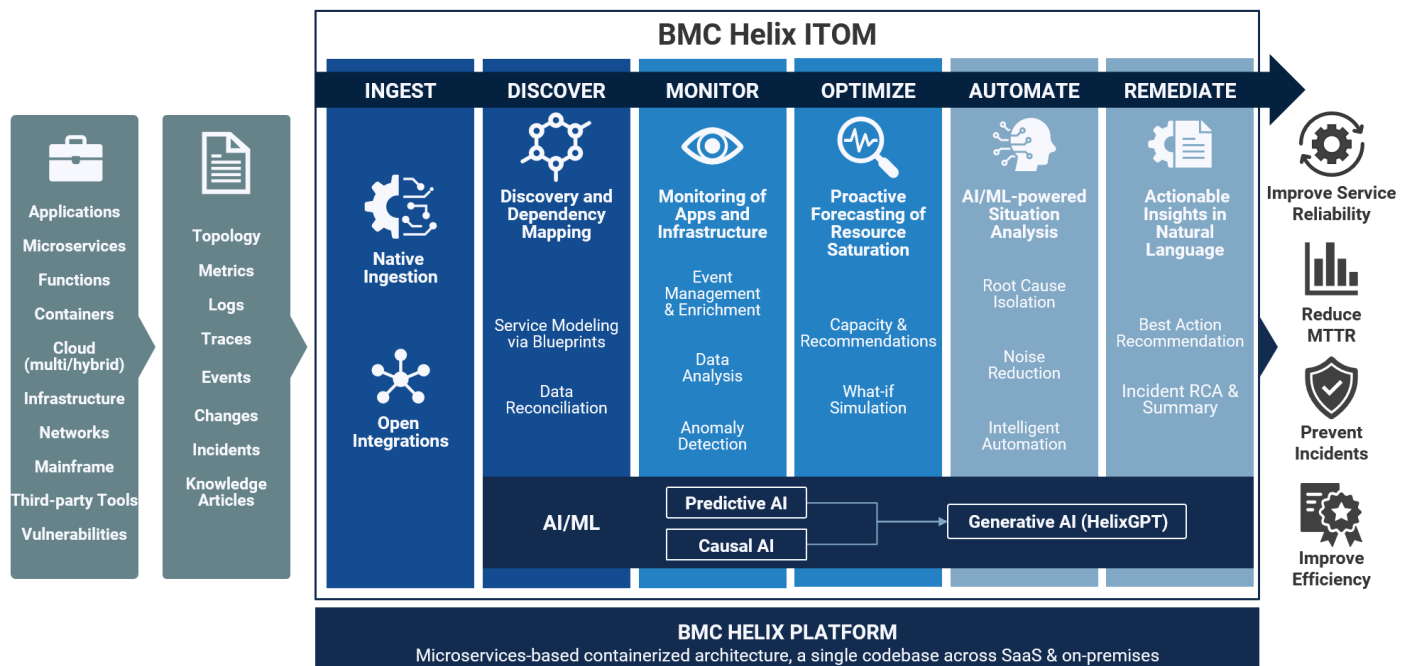 BMC Helix ITOM
INGEST
DISCOVER
MONITOR
OPTIMIZE
AUTOMATE
REMEDIATE
Applications
Microservices
Functions
Containers
Cloud
(multi/hybrid)
Infrastructure
Networks
Mainframe
Third-party Tools
Vulnerabilities
Topology
Metrics
Logs
Traces
Events
Changes
Incidents
Knowledge
Articles
Native
Ingestion
Open
Integrations
Discovery and
Dependency
Mapping
Service Modeling
via Blueprints
Data
Reconciliation
Monitoring of
Apps and
Infrastructure
Event
Management
& Enrichment
Data
Analysis
Anomaly
Detection
Proactive
Forecasting of
Resource
Saturation
Capacity &
Recommendations
What-if
Simulation
AI/ML-powered
Situation
Analysis
Root Cause
Isolation
Noise
Reduction
Intelligent
Automation
Actionable
Insights in
Natural
Language
Best Action
Recommendation
Incident RCA &
Summary
AI/ML
Predictive AI
Causal AI
Generative AI (HelixGPT)
Improve Service
Reliability
Reduce
MTTR
Prevent
Incidents
Improve
Efficiency
BMC HELIX PLATFORM
Microservices-based containerized architecture, a single codebase across SaaS & on-premises